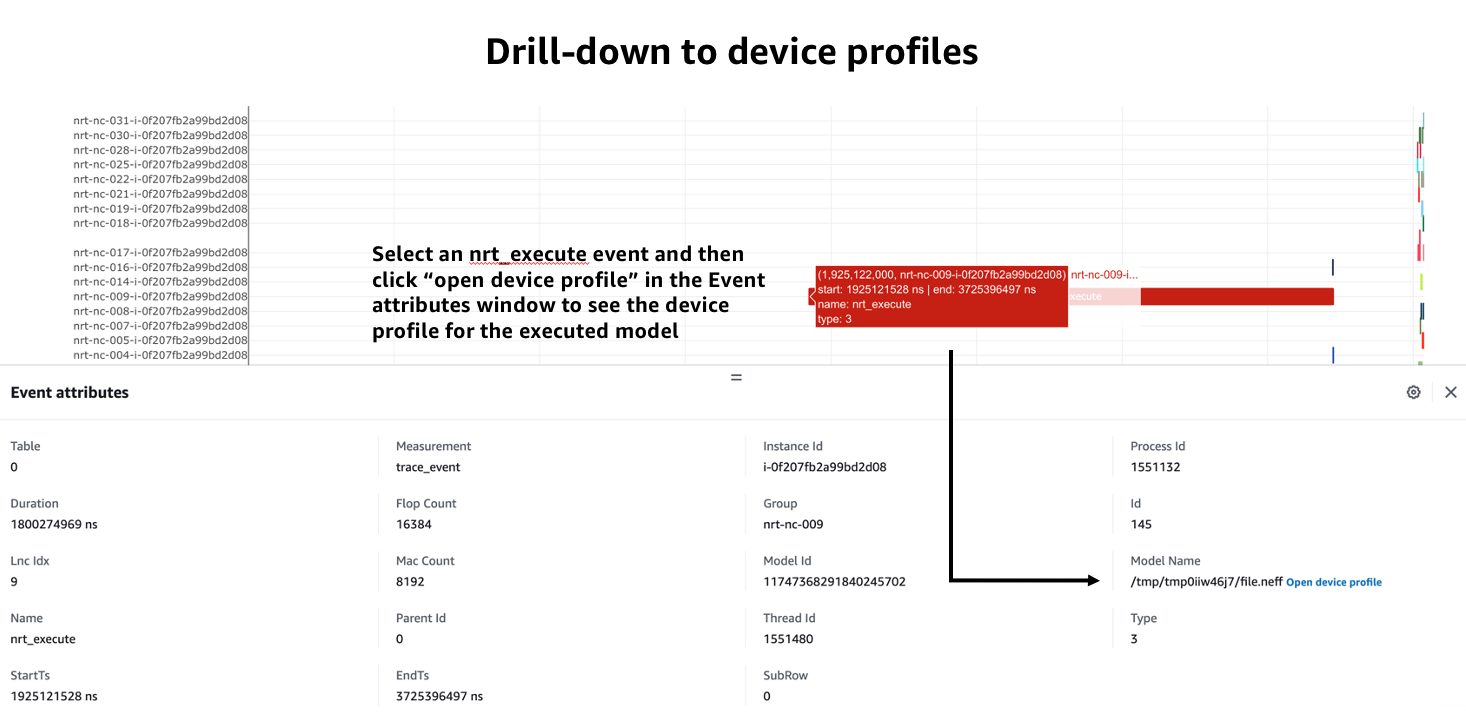 Drill-down to device profiles
nrt-nc-031-i-0f207fb2a99bd2d08
nrt-nc-030-i-0f207fb2a99bd2d08
nrt-nc-028-i-0f207fb2a99bd2d08
nrt-nc-025-i-0f207fb2a99bd2d08
nrt-nc-022-i-0f207fb2a99bd2d08
nrt-nc-021-i-0f207fb2a99bd2d08
nrt-nc-019-i-0f207fb2a99bd2d08
nrt-nc-018-i-0f207fb2a99bd2d08
nrt-nc-017-i-0f207fb2a99bd2d08
nrt-nc-016-i-0f207fb2a99bd2d08
nrt-nc-014-i-0f207fb2a99bd2d08
nrt-nc-009-i-0f207fb2a99bd2d08
nrt-nc-008-i-0f207fb2a99bd2d08
nrt-nc-007-i-0f207fb2a99bd2d08
nrt-nc-005-i-0f207fb2a99bd2d08
nrt-nc-004-i-0f207fb2a99bd2d08
Select an nrt_execute event and then
click “open device profile” in the Event
attributes window to see the device
profile for the executed model
(1,925,122,000, nrt-nc-009-i-0f207fb2a99bd2d08) nrt-nc-009-i...
start: 1925121528 ns | end: 3725396497 ns
name: nrt_execute
type: 3
xecute
Event attributes
Table
0
Measurement
trace_event
Instance Id
i-0f207fb2a99bd2d08
Process Id
1551132
Duration
1800274969 ns
Flop Count
16384
Group
nrt-nc-009
Id
145
Lnc Idx
9
Mac Count
8192
Model Id
11747368291840245702
Model Name
/tmp/tmp0iiw46j7/file.neff Open device profile
Name
nrt_execute
Parent Id
0
Thread Id
1551480
Type
3
StartTs
1925121528 ns
EndTs
3725396497 ns
SubRow
0